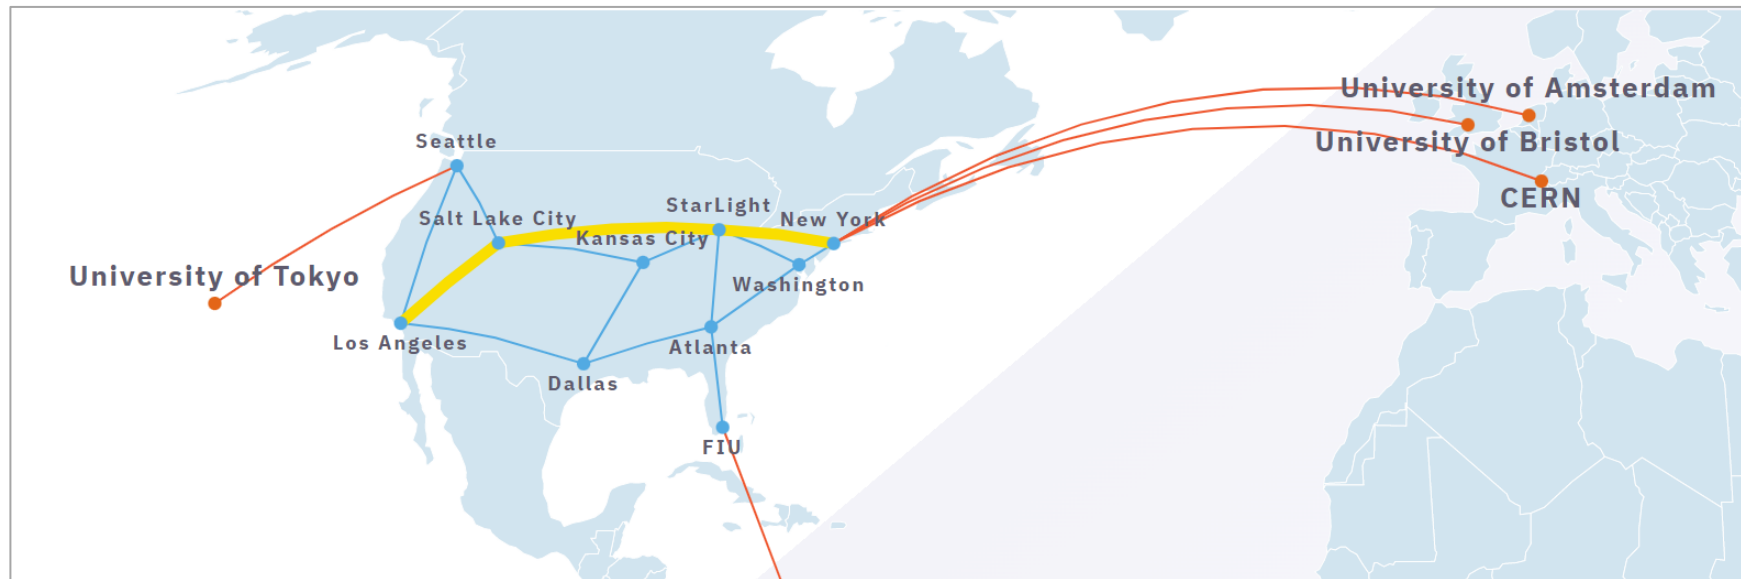 University of Amsterdam
Seattle
University of Bristol
CERN
StarLight
Salt Lake City
New York
Kansas City
University of Tokyo
Washington
Los Angeles
Atlanta
Dallas
FIU